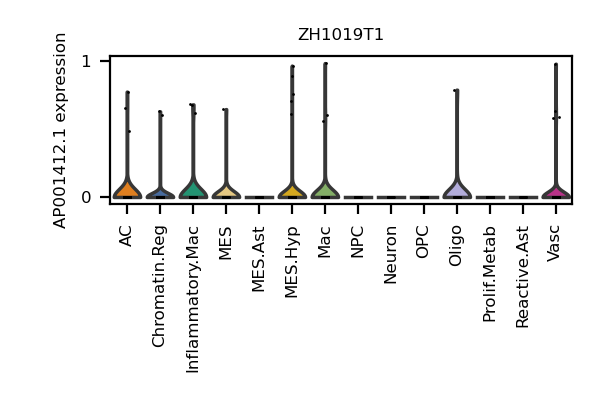 ZH1019T1
AP001412.1 expression
1
0
AC
Chromatin.Reg
Inflammatory.Mac
MES
MES.Ast
MES.Hyp
Mac
NPC
Neuron
OPC
Oligo
Prolif.Metab
Reactive.Ast
Vasc